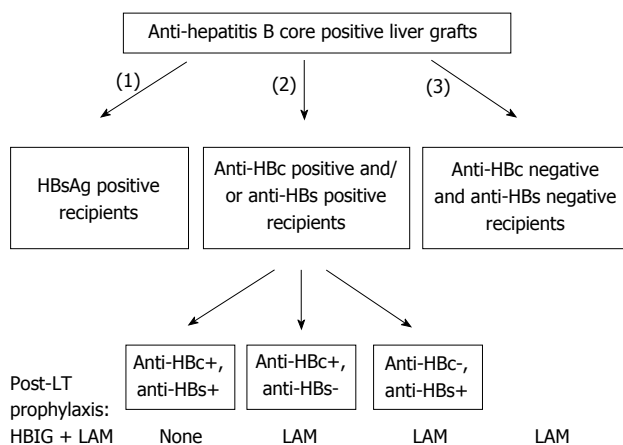 Anti-hepatitis B core positive liver grafts
(1)
(2)
(3)
HBsAg positive
recipients
Anti-HBc positive and/
or anti-HBs positive
recipients
Anti-HBc negative
and anti-HBs negative
recipients
Anti-HBc+,
anti-HBs+
Anti-HBc+,
anti-HBs-
Anti-HBc-,
anti-HBs+
Post-LT
prophylaxis:
HBIG + LAM None LAM LAM LAM